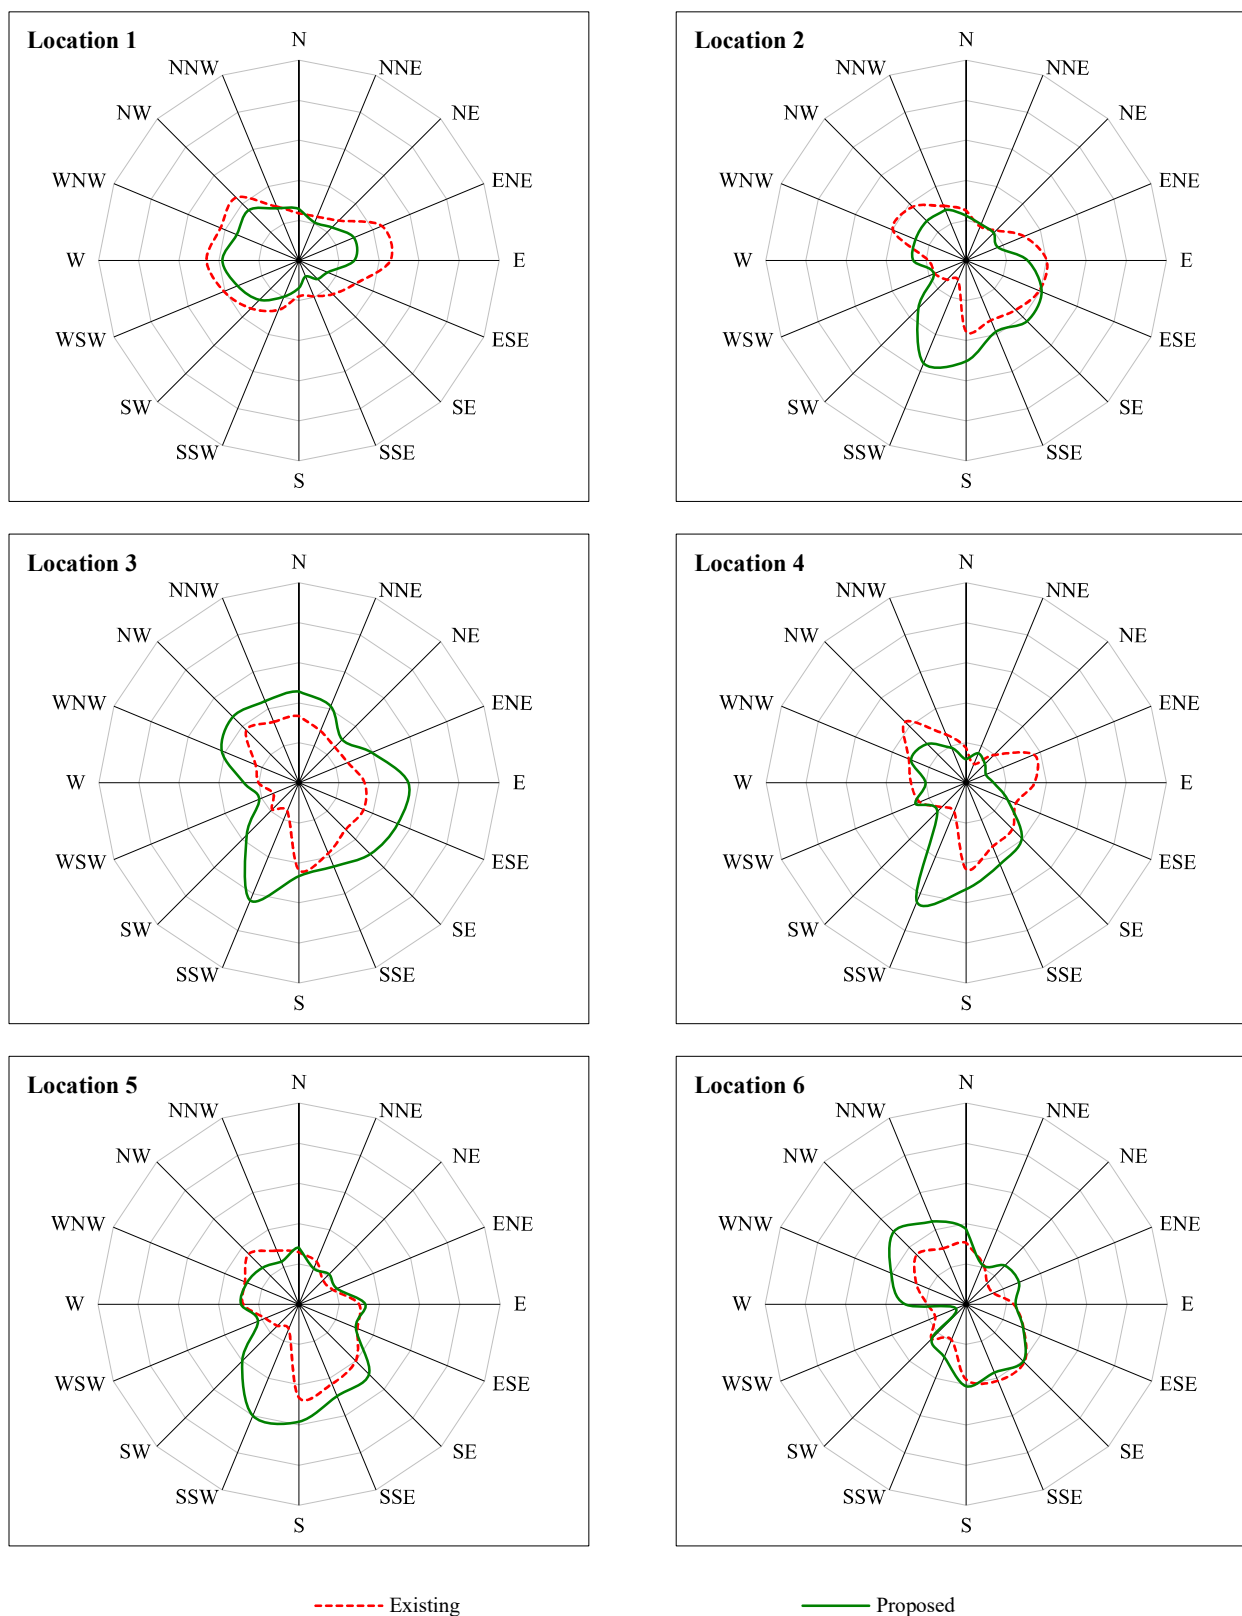 Location 1
N
NNW
NNE
NW
NE
WNW
ENE
W
E
WSW
ESE
SW
SE
SSW
SSE
S
Location 2
N
NNW
NNE
NW
NE
WNW
ENE
W
E
WSW
ESE
SW
SE
SSW
SSE
S
Location 3
N
NNW
NNE
NW
NE
WNW
ENE
W
E
WSW
ESE
SW
SE
SSW
SSE
S
Location 4
N
NNW
NNE
NW
NE
WNW
ENE
W
E
WSW
ESE
SW
SE
SSW
SSE
S
Location 5
N
NNW
NNE
NW
NE
WNW
ENE
W
E
WSW
ESE
SW
SE
SSW
SSE
S
Location 6
N
NNW
NNE
NW
NE
WNW
ENE
W
E
WSW
ESE
SW
SE
SSW
SSE
S
Existing
Proposed